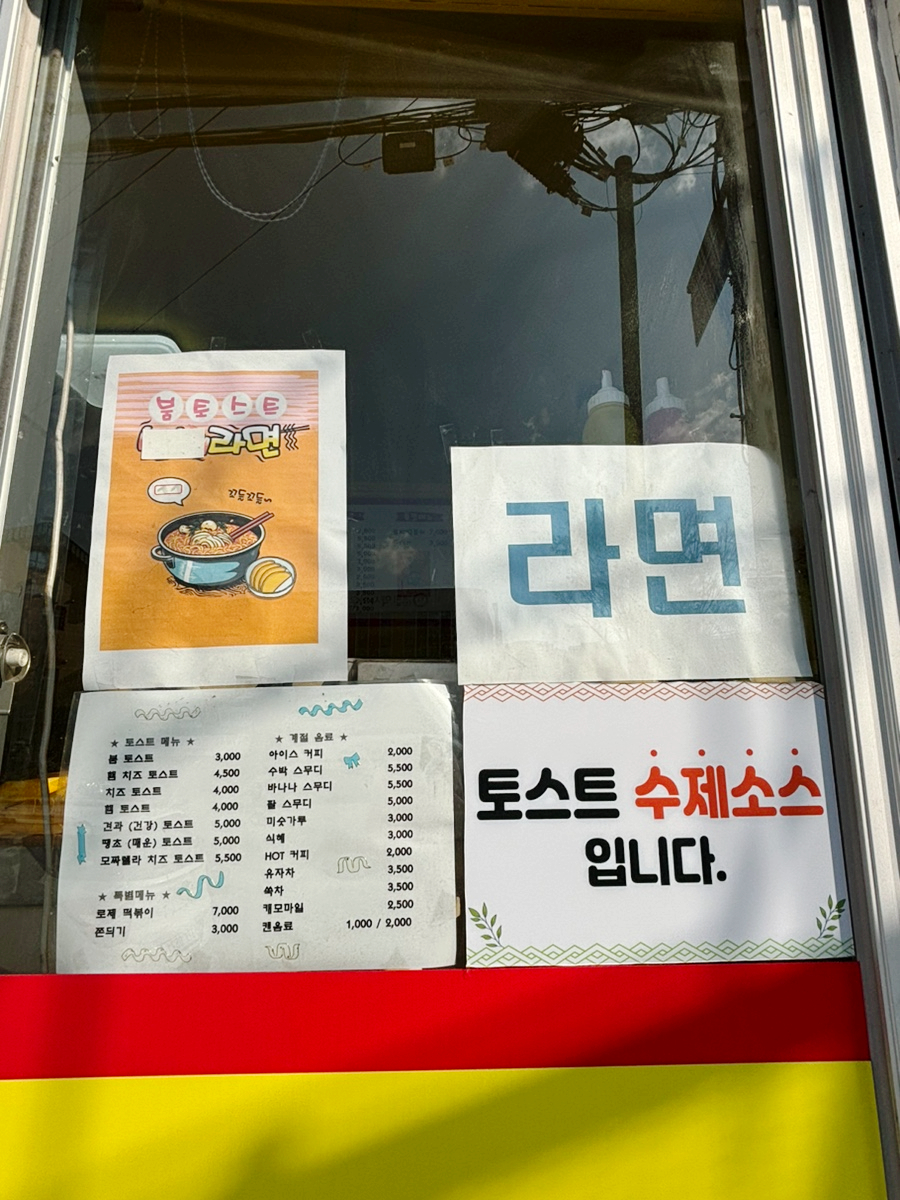 봄토스트
라면
꼬들꼬들~
라면
★ 토스트 메뉴 ★
봄 토스트 3,000
햄 치즈 토스트 4,500
치즈 토스트 4,000
햄 토스트 4,000
견과 (건강) 토스트 5,000
땡초 (매운) 토스트 5,000
모짜렐라 치즈 토스트 5,500
★ 특별메뉴 ★
로제 떡볶이 7,000
쫀듸기 3,000
★ 계절 음료 ★
아이스 커피 2,000
수박 스무디 5,500
바나나 스무디 5,500
팥 스무디 5,000
미숫가루 3,000
식혜 3,000
HOT 커피 2,000
유자차 3,500
쑥차 3,500
캐모마일 2,500
캔음료 1,000 / 2,000
토스트 수제소스
입니다.